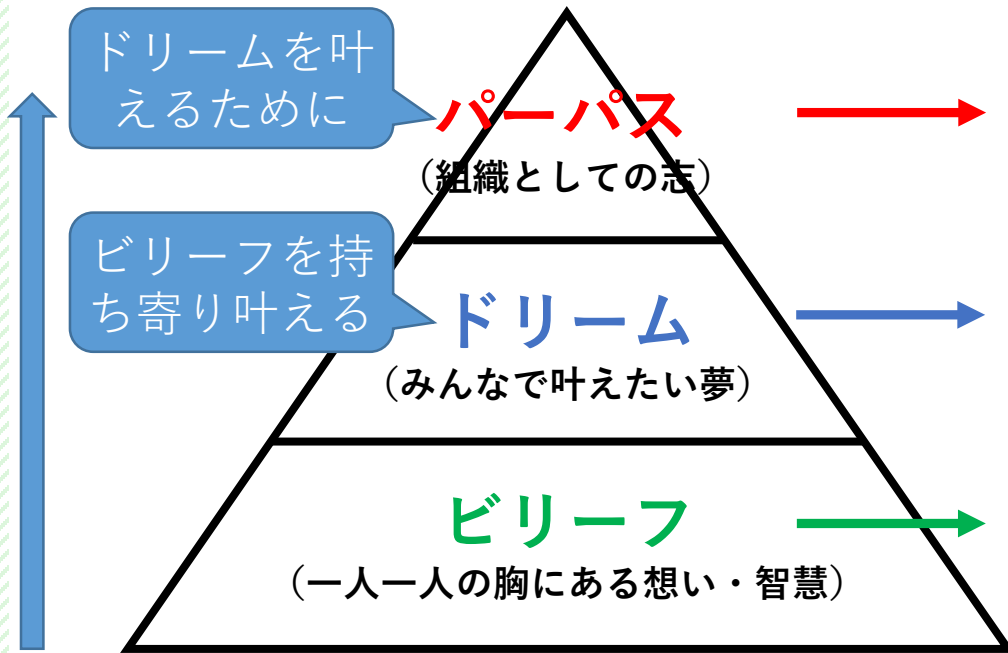 ドリームを叶
えるために
パーパス
（組織としての志）
ビリーフを持
ち寄り叶える
ドリーム
（みんなで叶えたい夢）
ビリーフ
（一人一人の胸にある想い・智慧）